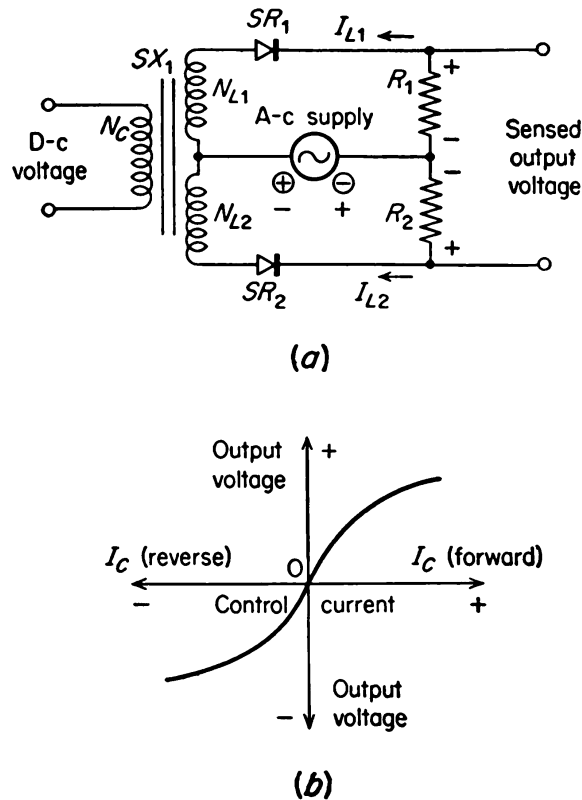 SR1
IL1
SX1
NL1
R1
+
NC
A-c supply
D-c
voltage
Sensed
output
voltage
−
⊕
⊖
−
−
+
NL2
R2
+
SR2
IL2
(a)
Output
voltage
+
IC (reverse)
O
IC (forward)
−
Control current
+
Output
voltage
−
(b)